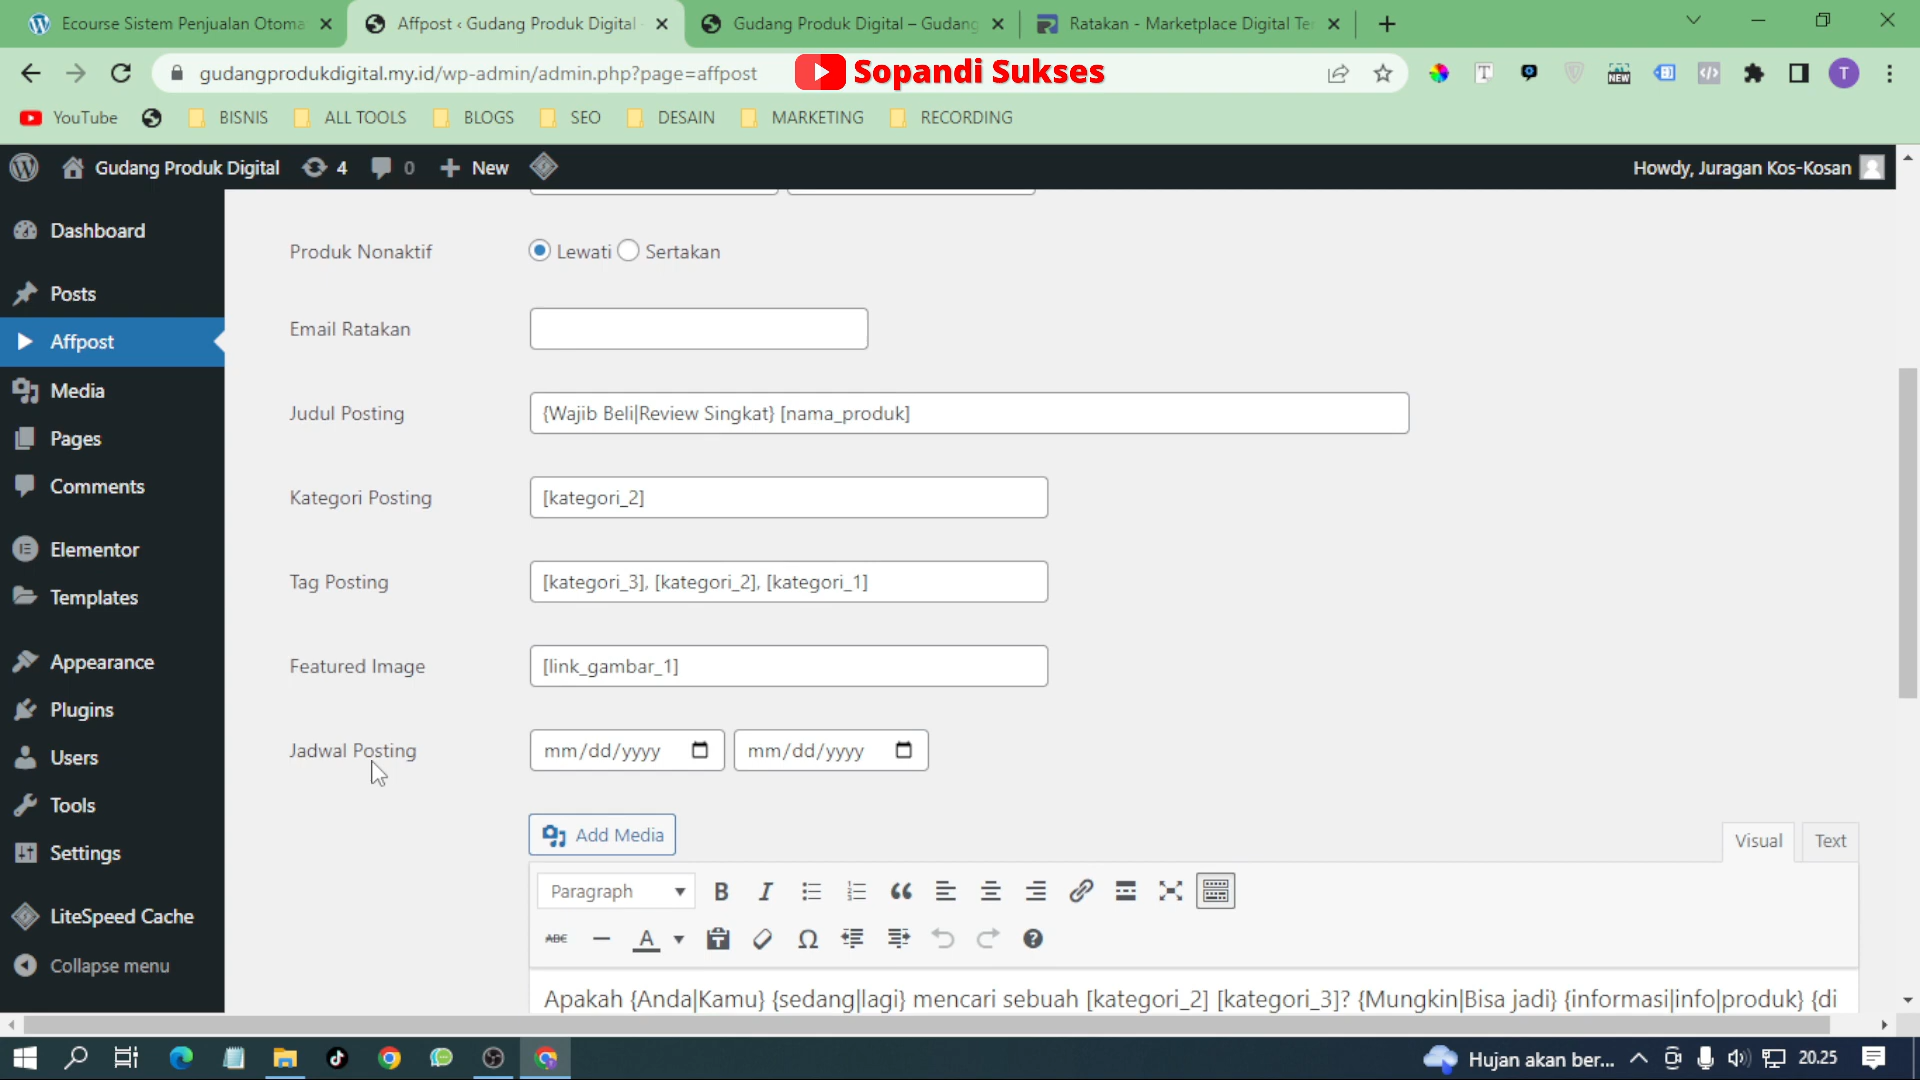 Ecourse Sistem Penjualan Otoma
Affpost ‹ Gudang Produk Digital
Gudang Produk Digital – Gudang
Ratakan - Marketplace Digital Te
gudangprodukdigital.my.id/wp-admin/admin.php?page=affpost
Sopandi Sukses
T
NEW
T
YouTube
BISNIS
ALL TOOLS
BLOGS
SEO
DESAIN
MARKETING
RECORDING
Gudang Produk Digital
4
0
New
Howdy, Juragan Kos-Kosan
Dashboard
Posts
Affpost
Media
Pages
Comments
Elementor
Templates
Appearance
Plugins
Users
Tools
Settings
LiteSpeed Cache
Collapse menu
Produk Nonaktif
Lewati
Sertakan
Email Ratakan
Judul Posting
{Wajib Beli|Review Singkat} [nama_produk]
Kategori Posting
[kategori_2]
Tag Posting
[kategori_3], [kategori_2], [kategori_1]
Featured Image
[link_gambar_1]
Jadwal Posting
mm/dd/yyyy
mm/dd/yyyy
Add Media
Visual
Text
Paragraph
B
I
ABC
A
Apakah {Anda|Kamu} {sedang|lagi} mencari sebuah [kategori_2] [kategori_3]? {Mungkin|Bisa jadi} {informasi|info|produk} {di
Hujan akan ber...
20.25